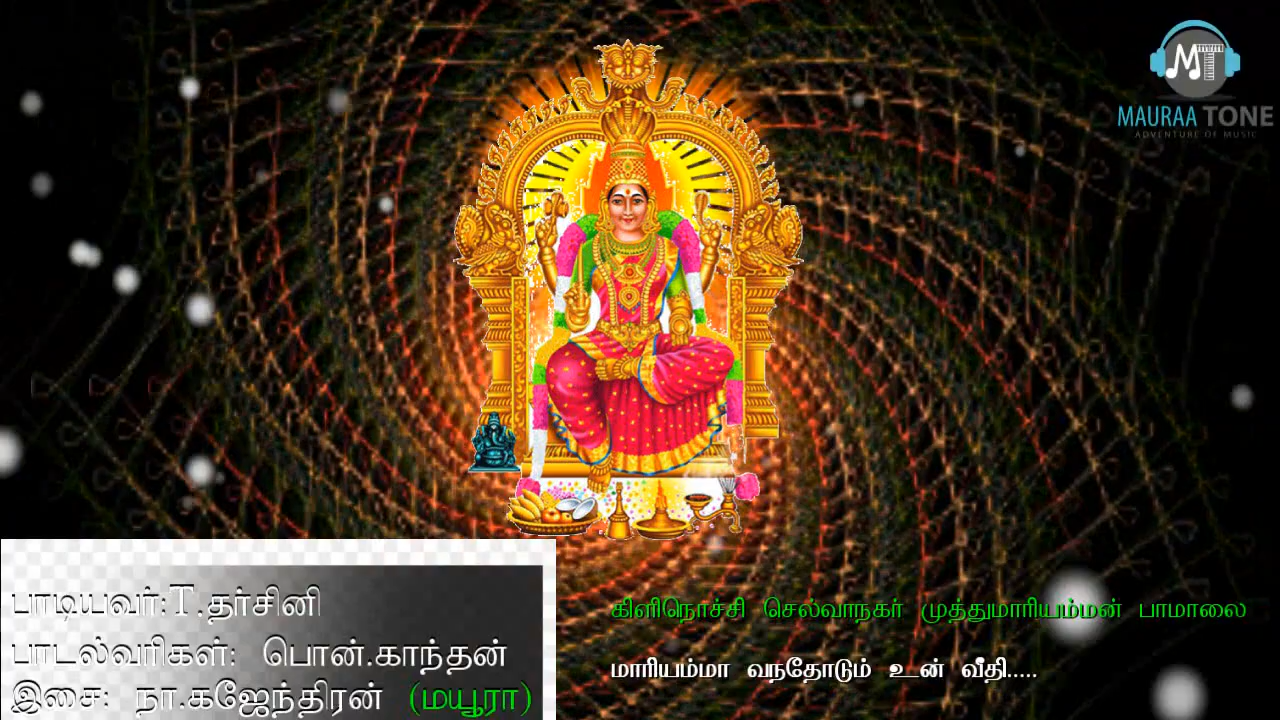 MAURAA TONE
ADVENTURE OF MUSIC
பாடியவர்:T.தர்சினி
பாடல்வரிகள்: பொன்.காந்தன்
இசை: நா.கஜேந்திரன் (மயூரா)
கிளிநொச்சி செல்வாநகர் முத்துமாரியம்மன் பாமாலை
மாரியம்மா வநதோடும் உன் வீதி.....